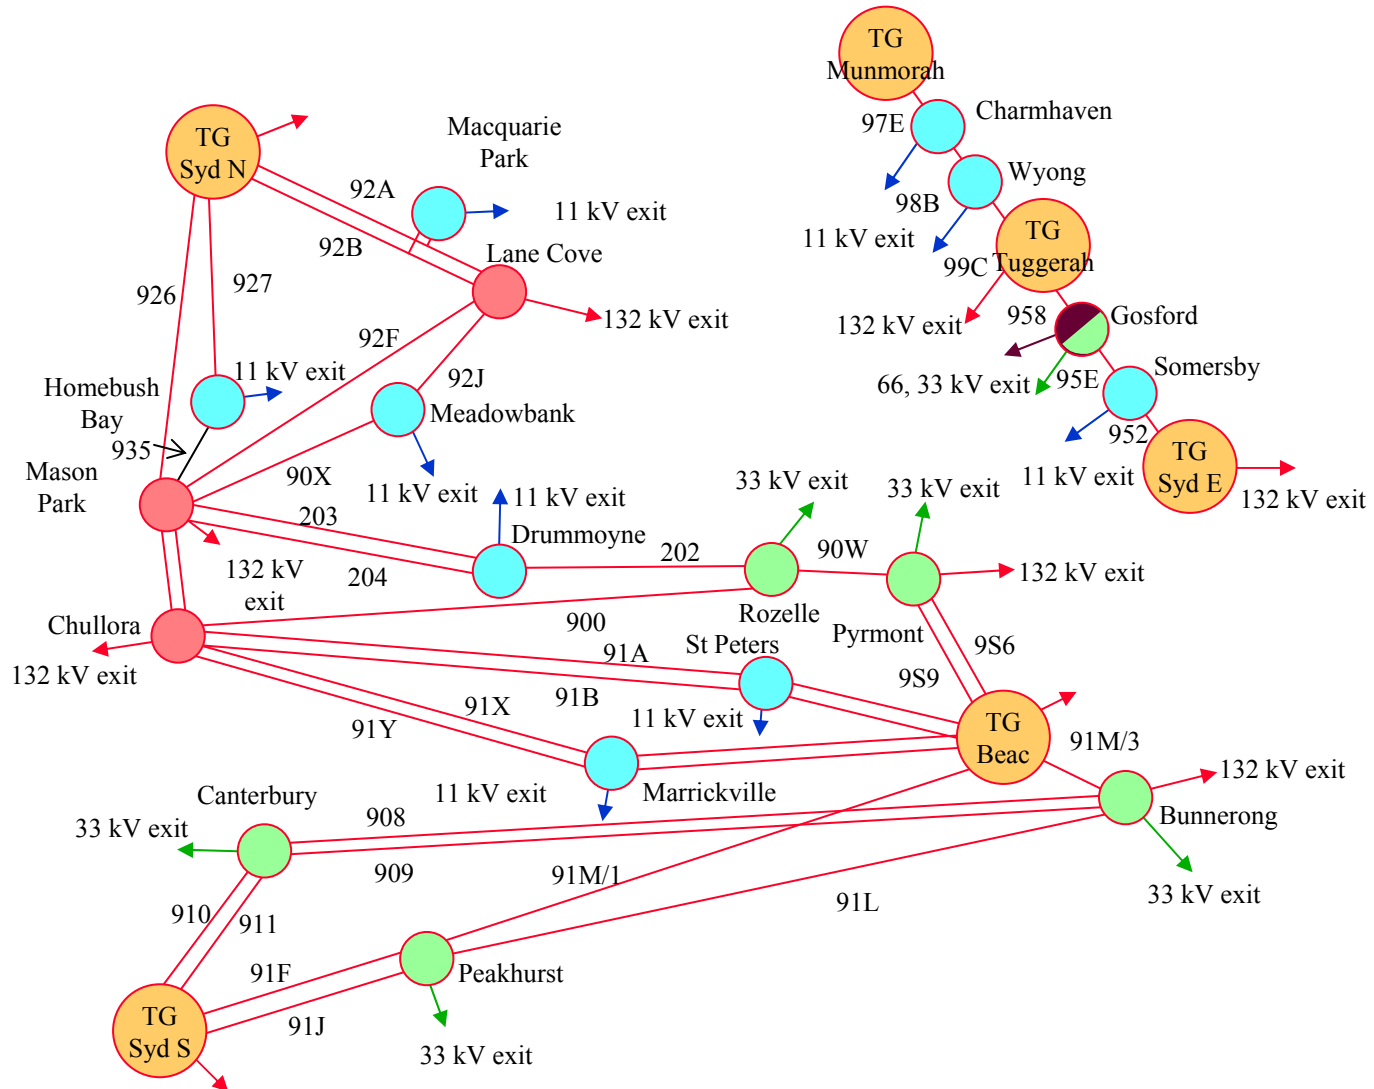 TG
Munmorah
97E
Charmhaven
Wyong
98B
11 kV exit
TG
Tuggerah
99C
132 kV exit
958
Gosford
66, 33 kV exit
95E
Somersby
952
11 kV exit
TG
Syd E
132 kV exit
TG
Syd N
Macquarie
Park
92A
11 kV exit
92B
Lane Cove
926
927
132 kV exit
92F
11 kV exit
Homebush
Bay
92J
Meadowbank
935
Mason
Park
90X
11 kV exit
11 kV exit
33 kV exit
33 kV exit
203
Drummoyne
202
90W
204
132 kV
exit
132 kV exit
Rozelle
Chullora
900
Pyrmont
St Peters
9S6
91A
132 kV exit
91B
9S9
91X
11 kV exit
91Y
TG
Beac
91M/3
132 kV exit
Canterbury
11 kV exit
Marrickville
Bunnerong
33 kV exit
908
909
91M/1
33 kV exit
91L
910
911
91F
Peakhurst
TG
Syd S
91J
33 kV exit